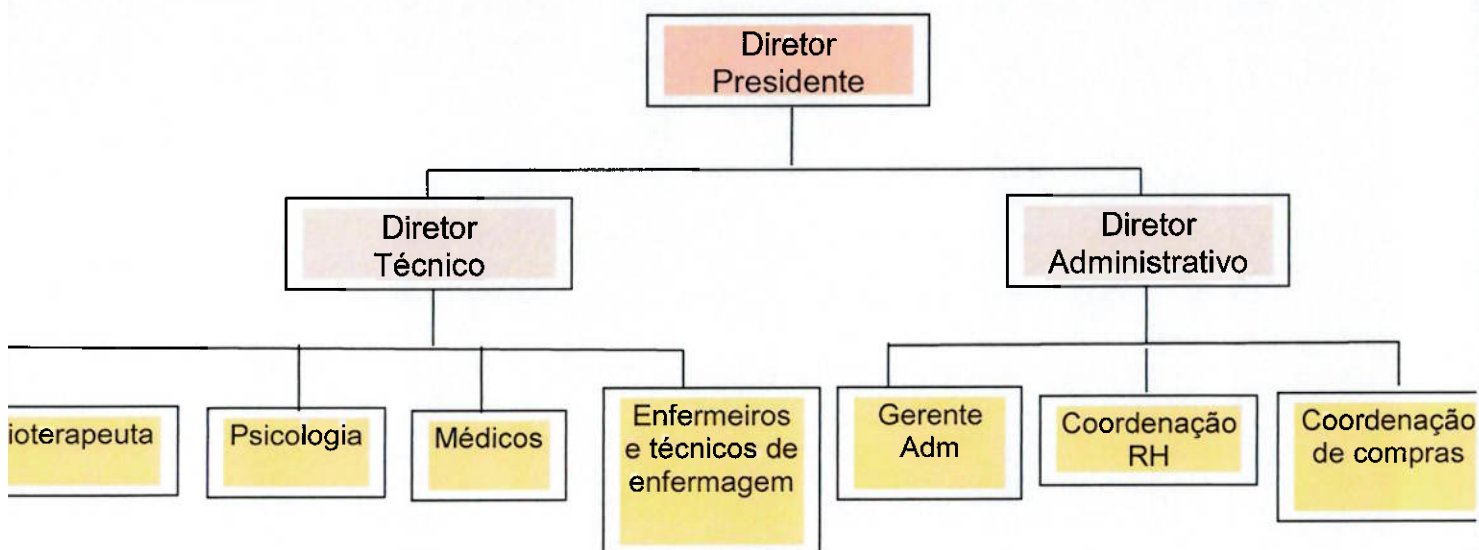 Diretor
Presidente
Diretor
Técnico
Diretor
Administrativo
ioterapeuta
Psicologia
Médicos
Enfermeiros
e técnicos de
enfermagem
Gerente
Adm
Coordenação
RH
Coordenação
de compras